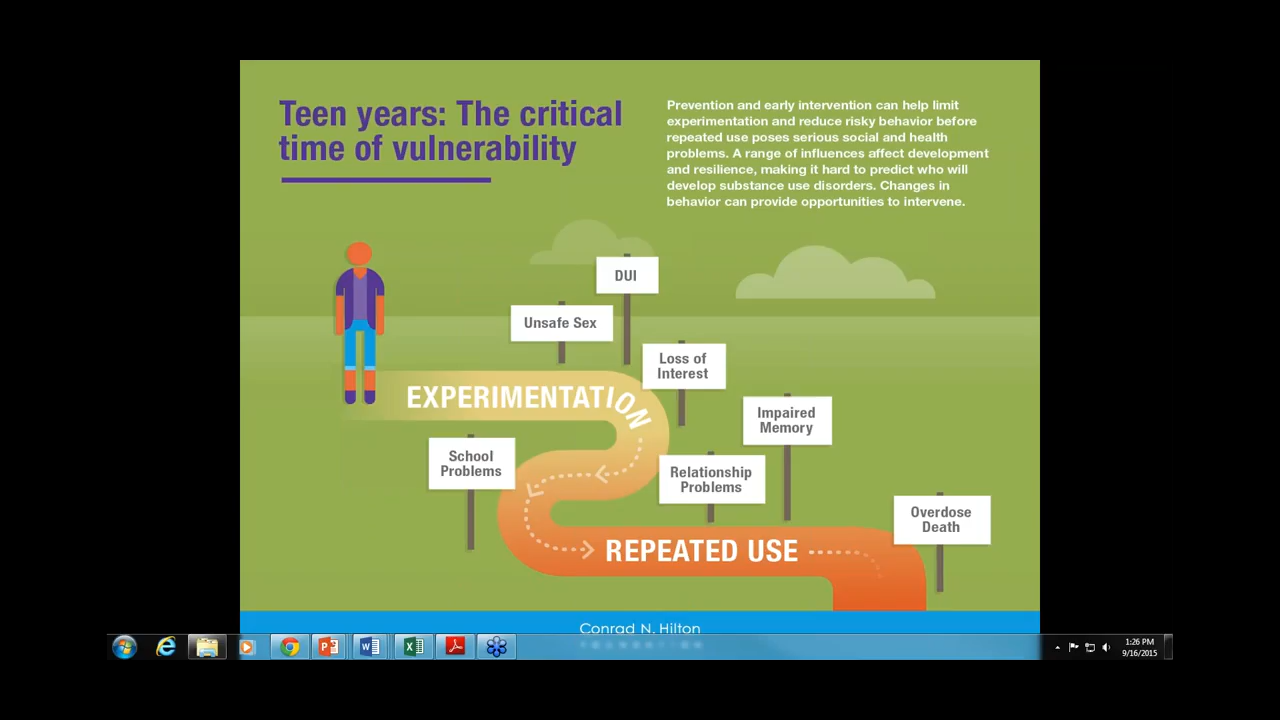 Teen years: The critical
time of vulnerability
Prevention and early intervention can help limit
experimentation and reduce risky behavior before
repeated use poses serious social and health
problems. A range of influences affect development
and resilience, making it hard to predict who will
develop substance use disorders. Changes in
behavior can provide opportunities to intervene.
DUI
Unsafe Sex
Loss of
Interest
EXPERIMENTATION
Impaired
Memory
School
Problems
Relationship
Problems
Overdose
Death
REPEATED USE
Conrad N. Hilton
1:26 PM
9/16/2015